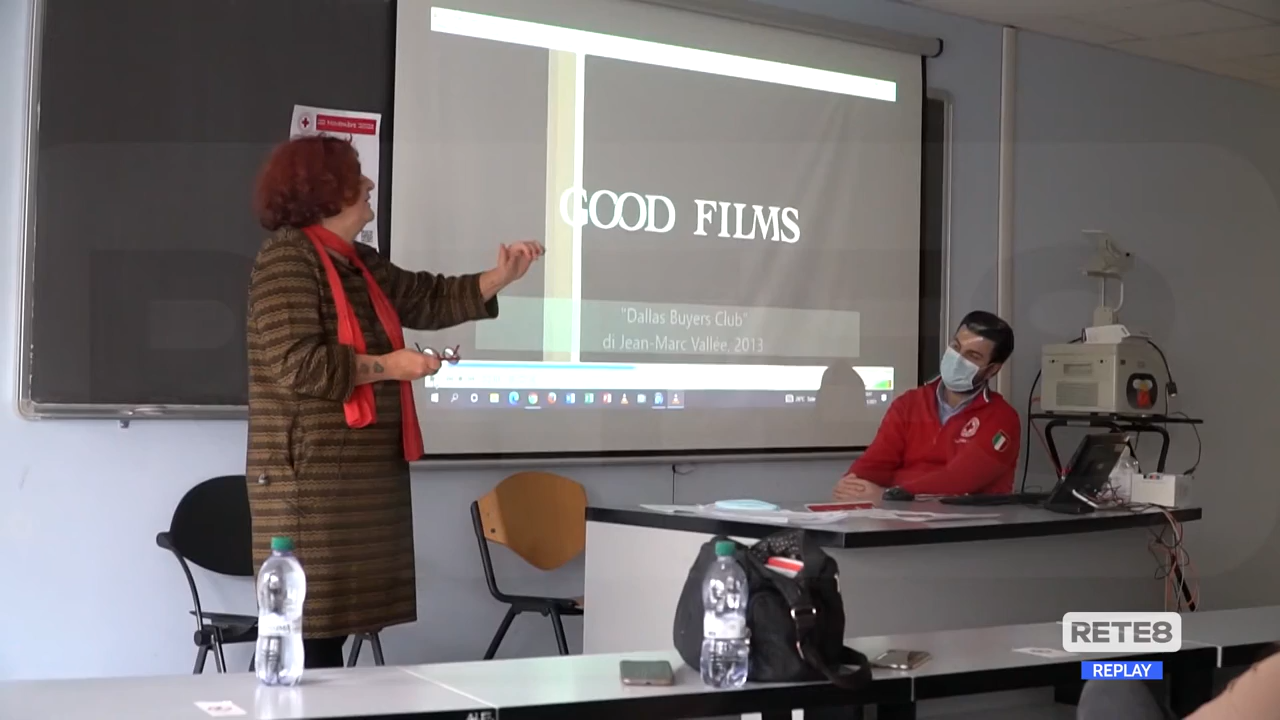 GOOD FILMS
"Dallas Buyers Club"
di Jean-Marc Vallée, 2013
RETE8
REPLAY